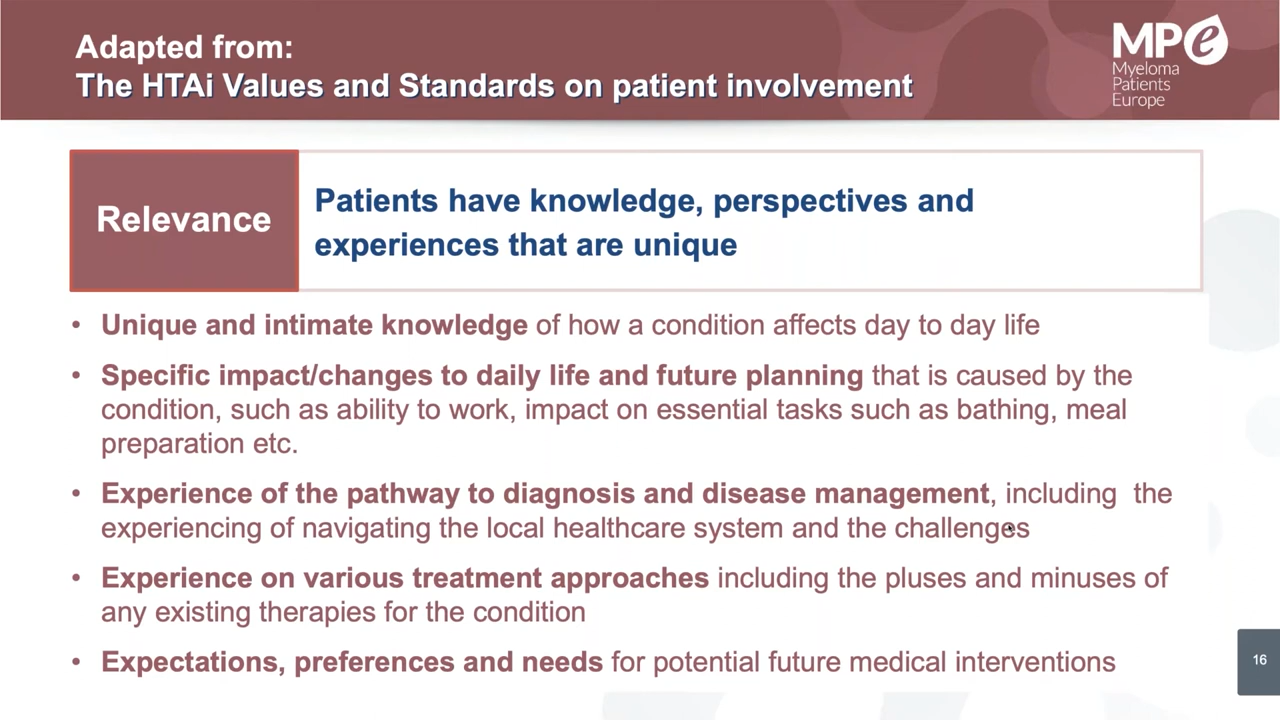 Adapted from:
The HTAi Values and Standards on patient involvement
MPe
Myeloma
Patients
Europe
Relevance
Patients have knowledge, perspectives and
experiences that are unique
• Unique and intimate knowledge of how a condition affects day to day life
• Specific impact/changes to daily life and future planning that is caused by the
condition, such as ability to work, impact on essential tasks such as bathing, meal
preparation etc.
• Experience of the pathway to diagnosis and disease management, including  the
experiencing of navigating the local healthcare system and the challenges
• Experience on various treatment approaches including the pluses and minuses of
any existing therapies for the condition
• Expectations, preferences and needs for potential future medical interventions
16